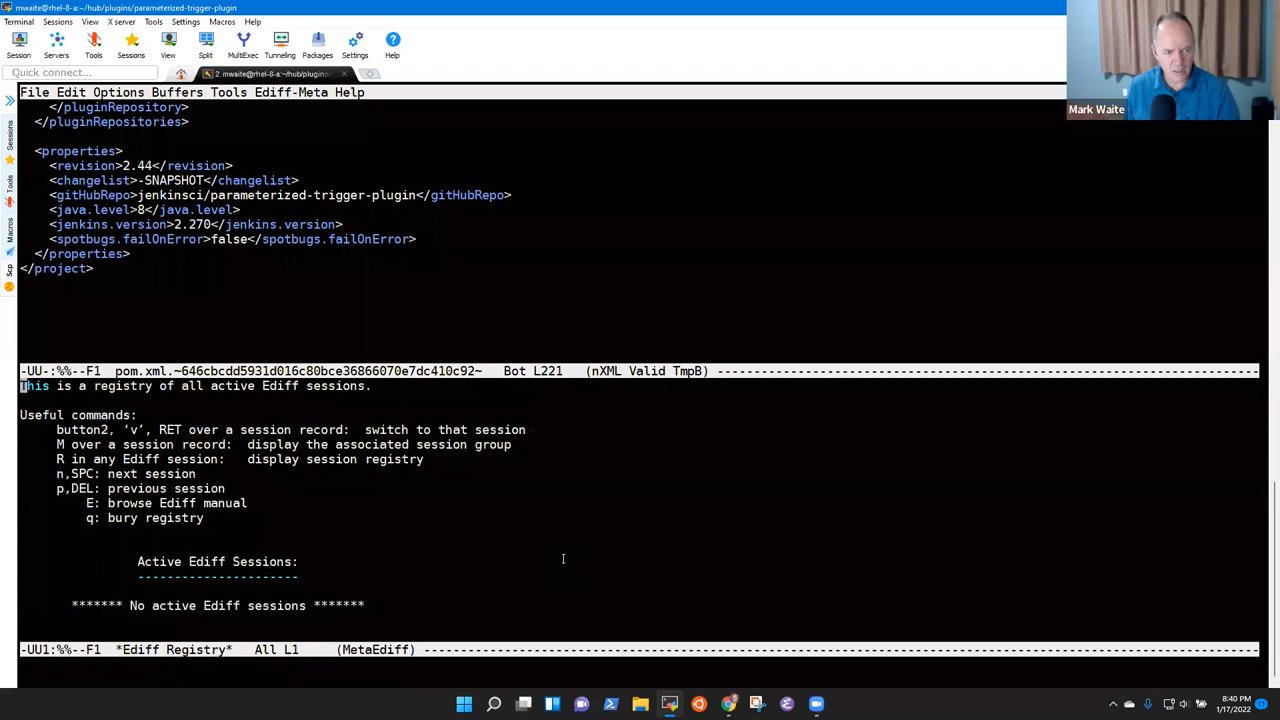 mwaite@rhel-8-a:~/hub/plugins/parameterized-trigger-plugin
Terminal Sessions View X server Tools Settings Macros Help
Session Servers Tools Sessions View Split MultiExec Tunneling Packages Settings Help
Quick connect...
2. mwaite@rhel-8-a:~/hub/plugins/
Sessions
Tools
Macros
Scp
Mark Waite
File Edit Options Buffers Tools Ediff-Meta Help
</pluginRepository>
</pluginRepositories>
<properties>
<revision>2.44</revision>
<changelist>-SNAPSHOT</changelist>
<gitHubRepo>jenkinsci/parameterized-trigger-plugin</gitHubRepo>
<java.level>8</java.level>
<jenkins.version>2.270</jenkins.version>
<spotbugs.failOnError>false</spotbugs.failOnError>
</properties>
</project>
-UU-:%%--F1  pom.xml.~646cbcdd5931d016c80bce36866070e7dc410c92~   Bot L221   (nXML Valid TmpB) ---------------------------------------------------------------------------
This is a registry of all active Ediff sessions.
Useful commands:
button2, ‘v’, RET over a session record:  switch to that session
M over a session record:  display the associated session group
R in any Ediff session:   display session registry
n,SPC: next session
p,DEL: previous session
E: browse Ediff manual
q: bury registry
Active Ediff Sessions:
----------------------
******* No active Ediff sessions *******
-UU1:%%--F1  *Ediff Registry*   All L1     (MetaEdiff) ------------------------------------------------------------------------------------------------------------------
8:40 PM
1/17/2022